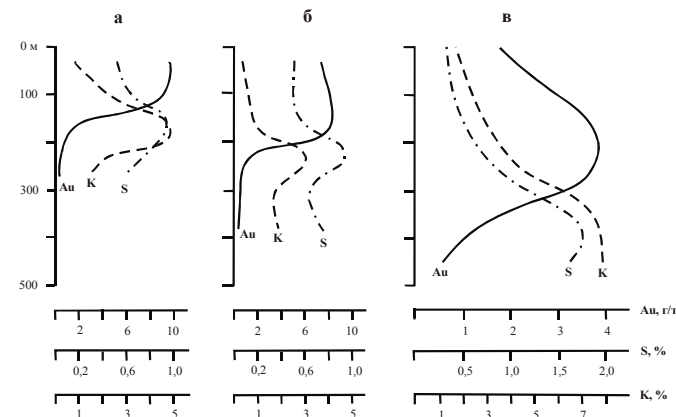 а б в
0 м
100
300
500
Au K S
Au K S
Au S K
2 6 10 2 6 10 1 2 3 4 Au, г/т
0,2 0,6 1,0 0,2 0,6 1,0 0,5 1,0 1,5 2,0 S, %
1 3 5 1 3 5 1 3 5 7 K, %